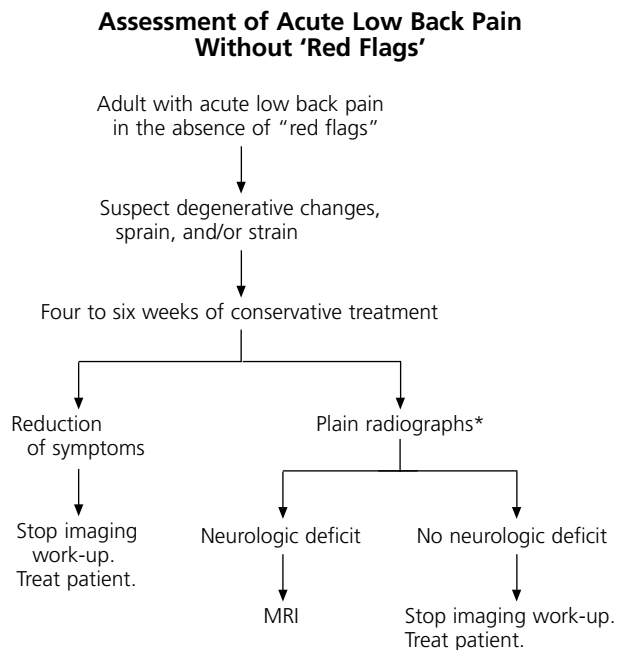 Assessment of Acute Low Back Pain
Without ‘Red Flags’
Adult with acute low back pain
in the absence of “red flags”
Suspect degenerative changes,
sprain, and/or strain
Four to six weeks of conservative treatment
Reduction
of symptoms
Plain radiographs*
Stop imaging
work-up.
Treat patient.
Neurologic deficit
No neurologic deficit
MRI
Stop imaging work-up.
Treat patient.